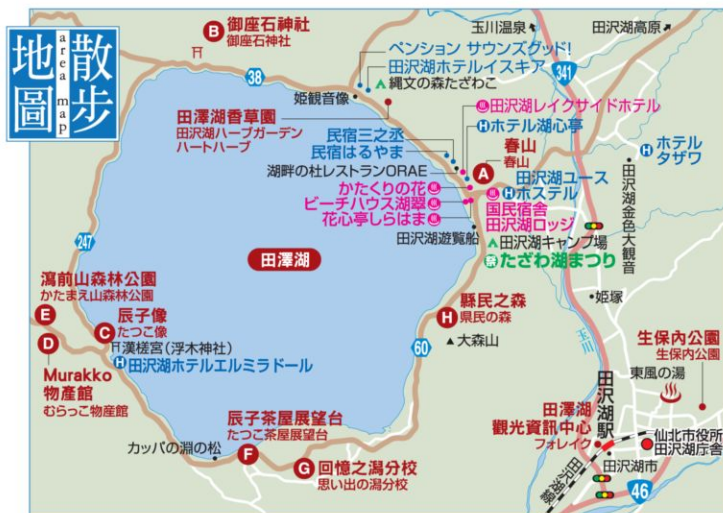 散步地圖
area map
B
御座石神社
御座石神社
玉川温泉
田沢湖高原
38
ペンション サウンズグッド!
田沢湖ホテルイスキア
縄文の森たざわこ
姫観音像
341
田澤湖香草園
田沢湖ハーブガーデン
ハートハーブ
田沢湖レイクサイドホテル
H ホテル湖心亭
民宿三之丞
民宿はるやま
湖畔の杜レストランORAE
A
春山
春山
H ホテル
タザワ
かたくりの花
ビーチハウス湖翠
花心亭しらはま
田沢湖ユース
H ホステル
国民宿舎
田沢湖ロッジ
田沢湖金色大観音
田沢湖遊覧船
田沢湖キャンプ場
たざわ湖まつり
247
田澤湖
瀉前山森林公園
かたまえ山森林公園
E
辰子像
たつこ像
C
漢槎宮(浮木神社)
H 田沢湖ホテルエルミラドール
D
Murakko
物産館
むらっこ物産館
H
縣民之森
県民の森
60
大森山
姫塚
玉川
生保內公園
生保内公園
東風の湯
辰子茶屋展望台
たつこ茶屋展望台
カッパの淵の松
F
G
回憶之潟分校
思い出の潟分校
田澤湖
觀光資訊中心
フォレイク
田沢湖駅
仙北市役所
田沢湖庁舎
田沢湖市
田沢湖線
46